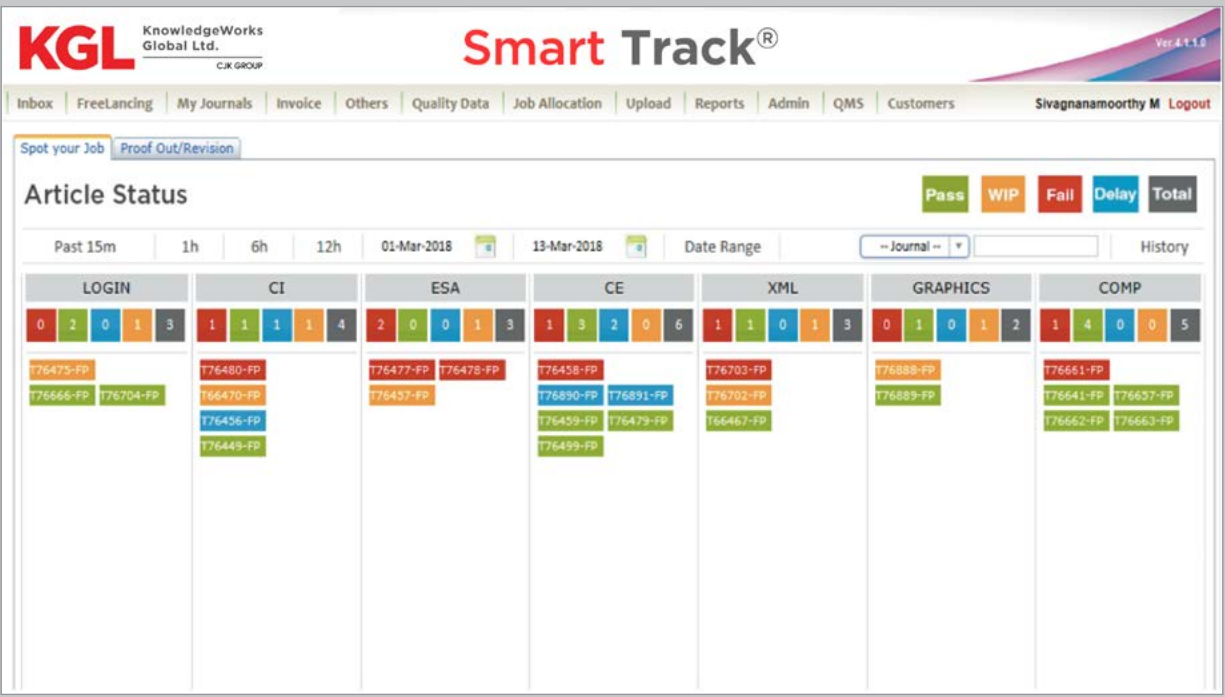 KGL KnowledgeWorks Global Ltd. CJK GROUP
Smart Track®
Ver.4.1.1.0
Inbox FreeLancing My Journals Invoice Others Quality Data Job Allocation Upload Reports Admin QMS Customers Sivagnanamoorthy M Logout
Spot your Job Proof Out/Revision
Article Status Pass WIP Fail Delay Total
Past 15m 1h 6h 12h 01-Mar-2018 13-Mar-2018 Date Range -- Journal -- History
LOGIN CI ESA CE XML GRAPHICS COMP
0 2 0 1 3 1 1 1 1 4 2 0 0 1 3 1 3 2 0 6 1 1 0 1 3 0 1 0 1 2 1 4 0 0 5
T76475-FP T76480-FP T76477-FP T76478-FP T76458-FP T76703-FP T76888-FP T76661-FP
T76666-FP T76704-FP T66470-FP T76457-FP T76890-FP T76891-FP T76702-FP T76889-FP T76641-FP T76657-FP
T76456-FP T76459-FP T76479-FP T66467-FP T76662-FP T76663-FP
T76449-FP T76499-FP